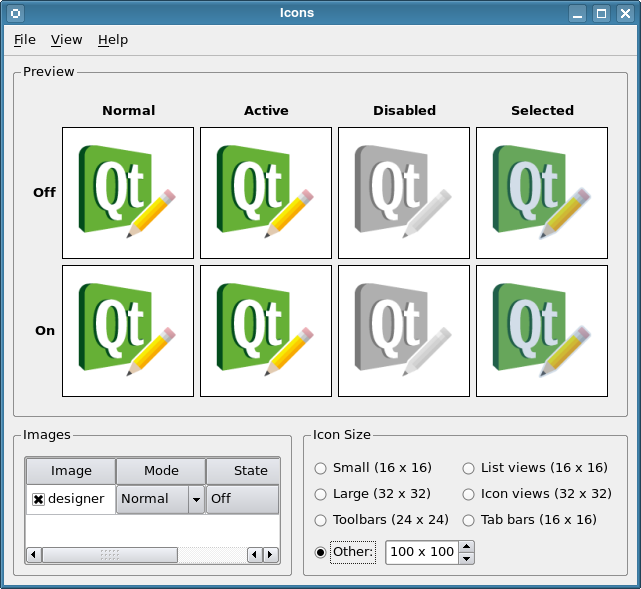 Icons
File View Help
Preview
Normal Active Disabled Selected
Off Qt Qt Qt Qt
On Qt Qt Qt Qt
Images
Image Mode State
designer Normal Off
Icon Size
Small (16 x 16) List views (16 x 16)
Large (32 x 32) Icon views (32 x 32)
Toolbars (24 x 24) Tab bars (16 x 16)
Other: 100 x 100